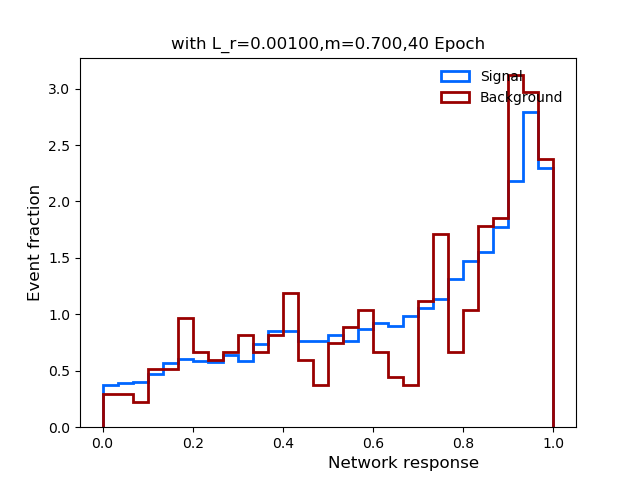 with L_r=0.00100,m=0.700,40 Epoch
Signal
Background
Event fraction
3.0
2.5
2.0
1.5
1.0
0.5
0.0
0.0 0.2 0.4 0.6 0.8 1.0
Network response